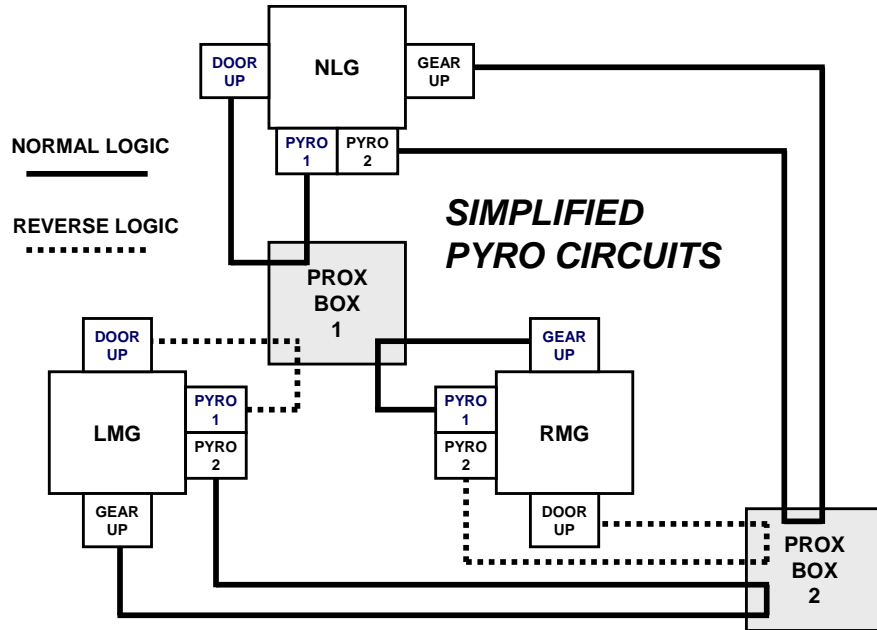 DOOR
UP
NLG
GEAR
UP
PYRO
1
PYRO
2
NORMAL LOGIC
REVERSE LOGIC
SIMPLIFIED
PYRO CIRCUITS
PROX
BOX
1
DOOR
UP
GEAR
UP
LMG
PYRO
1
PYRO
2
PYRO
1
PYRO
2
RMG
GEAR
UP
DOOR
UP
PROX
BOX
2